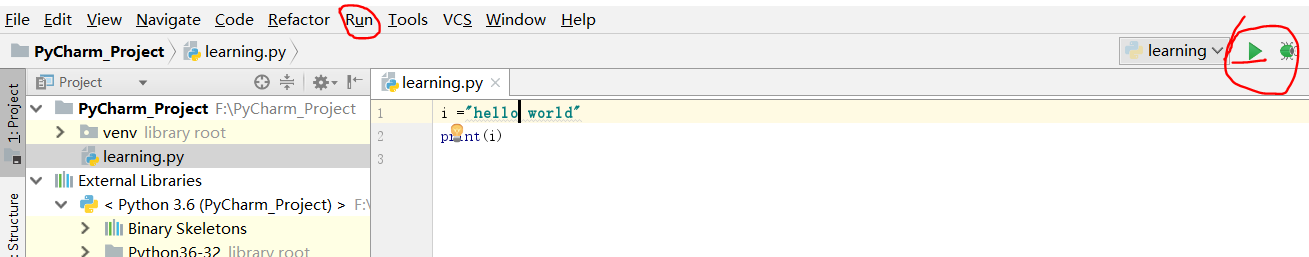 File Edit View Navigate Code Refactor Run Tools VCS Window Help
PyCharm_Project learning.py learning
1: Project
Project
learning.py
PyCharm_Project F:\PyCharm_Project
venv library root
learning.py
External Libraries
< Python 3.6 (PyCharm_Project) > F:\
Binary Skeletons
Python36-32 library root
: Structure
1 i ="hello world"
2 print(i)
3